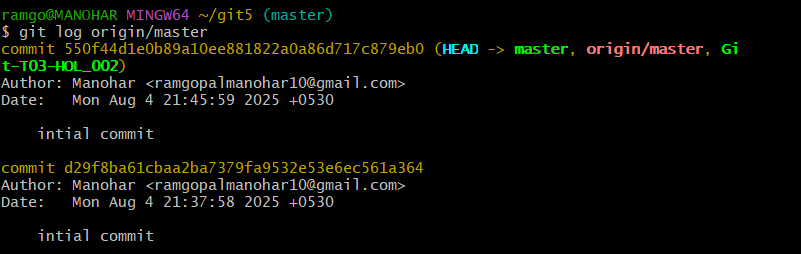 ramgo@MANOHAR MINGW64 ~/git5 (master)
$ git log origin/master
commit 550f44d1e0b89a10ee881822a0a86d717c879eb0 (HEAD -> master, origin/master, Gi
t-T03-HOL_002)
Author: Manohar <ramgopalmanohar10@gmail.com>
Date:   Mon Aug 4 21:45:59 2025 +0530

    intial commit

commit d29f8ba61cbaa2ba7379fa9532e53e6ec561a364
Author: Manohar <ramgopalmanohar10@gmail.com>
Date:   Mon Aug 4 21:37:58 2025 +0530

    intial commit